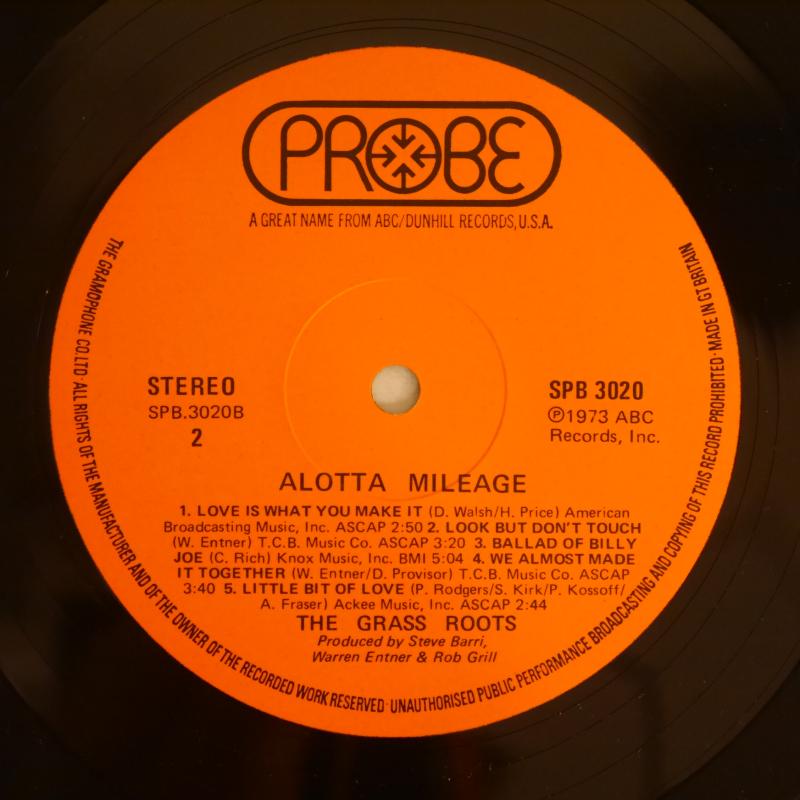 PROBE
A GREAT NAME FROM ABC/DUNHILL RECORDS, U.S.A.
STEREO
SPB.3020B
2
SPB 3020
Ⓟ1973 ABC
Records, Inc.
ALOTTA MILEAGE
1. LOVE IS WHAT YOU MAKE IT (D. Walsh/H. Price) American
Broadcasting Music, Inc. ASCAP 2:50 2. LOOK BUT DON'T TOUCH
(W. Entner) T.C.B. Music Co. ASCAP 3:20 3. BALLAD OF BILLY
JOE (C. Rich) Knox Music, Inc. BMI 5:04 4. WE ALMOST MADE
IT TOGETHER (W. Entner/D. Provisor) T.C.B. Music Co. ASCAP
3:40 5. LITTLE BIT OF LOVE (P. Rodgers/S. Kirk/P. Kossoff/
A. Fraser) Ackee Music, Inc. ASCAP 2:44
THE GRASS ROOTS
Produced by Steve Barri,
Warren Entner & Rob Grill
THE GRAMOPHONE CO. LTD · ALL RIGHTS OF THE MANUFACTURER AND OF THE OWNER OF THE RECORDED WORK RESERVED · UNAUTHORISED PUBLIC PERFORMANCE BROADCASTING AND COPYING OF THIS RECORD PROHIBITED · MADE IN GT BRITAIN